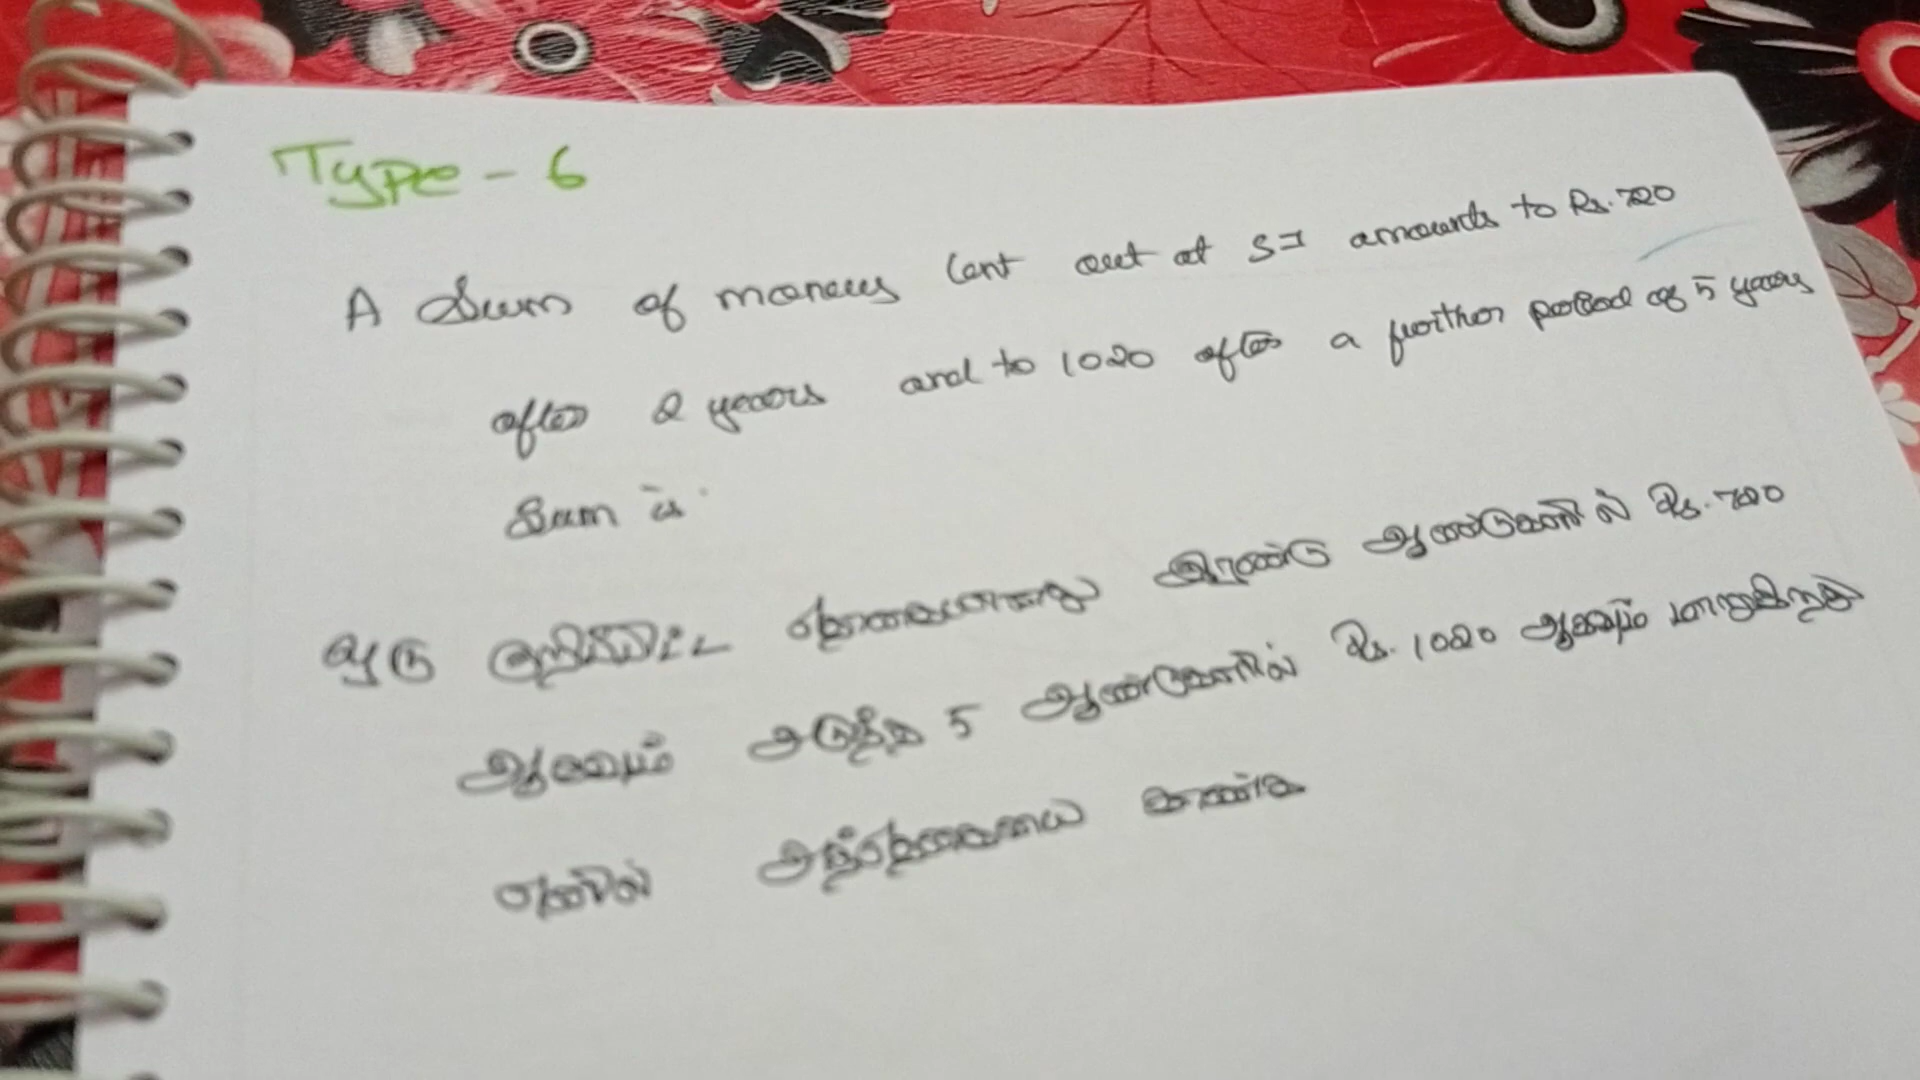 Type - 6
A Sum of money lent out at SI amounts to Rs. 720
after 2 years and to 1020 after a further period of 5 years
Sum is.
ஒரு குறிப்பிட்ட தொகையானது இரண்டு ஆண்டுகளில் Rs. 720
ஆகவும் அடுத்த 5 ஆண்டுகளில் Rs. 1020 ஆகவும் மாறுகிறது
எனில் அத்தொகையை காண்க